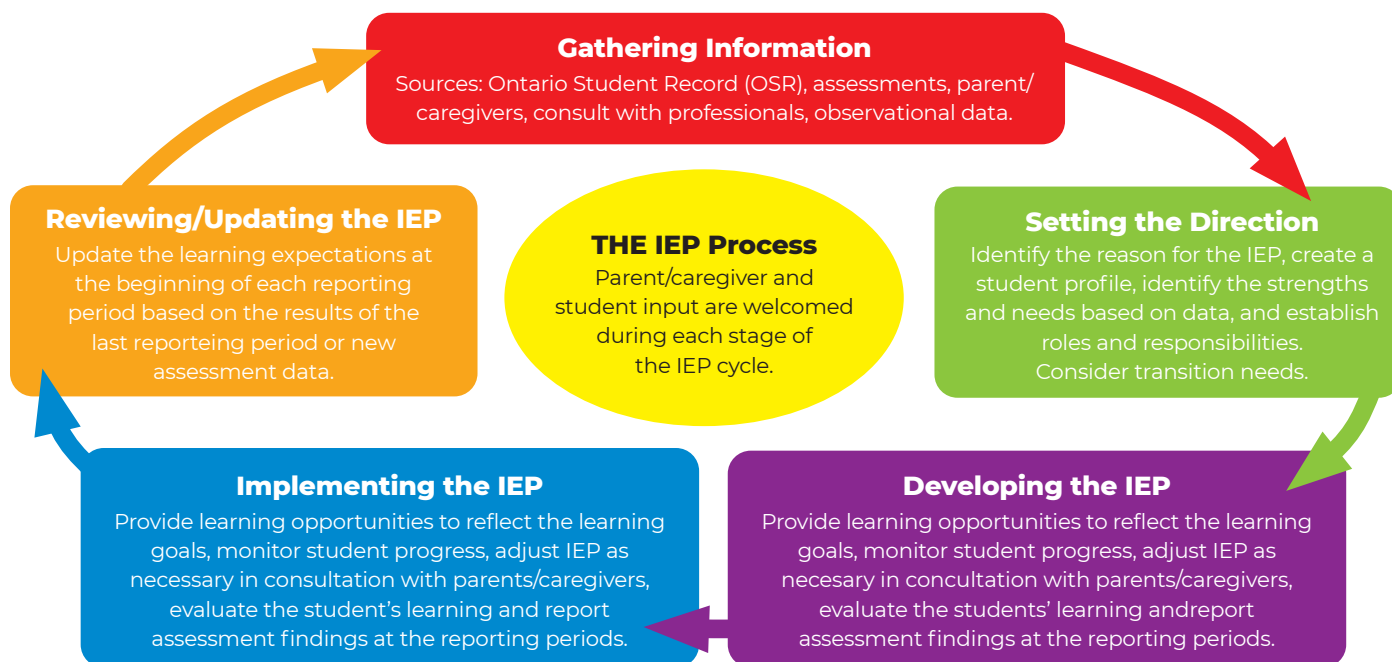 Gathering Information
Sources: Ontario Student Record (OSR), assessments, parent/
caregivers, consult with professionals, observational data.
Setting the Direction
Identify the reason for the IEP, create a
student profile, identify the strengths
and needs based on data, and establish
roles and responsibilities.
Consider transition needs.
Developing the IEP
Provide learning opportunities to reflect the learning
goals, monitor student progress, adjust IEP as
necesary in concultation with parents/caregivers,
evaluate the students’ learning andreport
assessment findings at the reporting periods.
Implementing the IEP
Provide learning opportunities to reflect the learning
goals, monitor student progress, adjust IEP as
necessary in consultation with parents/caregivers,
evaluate the student’s learning and report
assessment findings at the reporting periods.
Reviewing/Updating the IEP
Update the learning expectations at
the beginning of each reporting
period based on the results of the
last reporteing period or new
assessment data.
THE IEP Process
Parent/caregiver and
student input are welcomed
during each stage of
the IEP cycle.